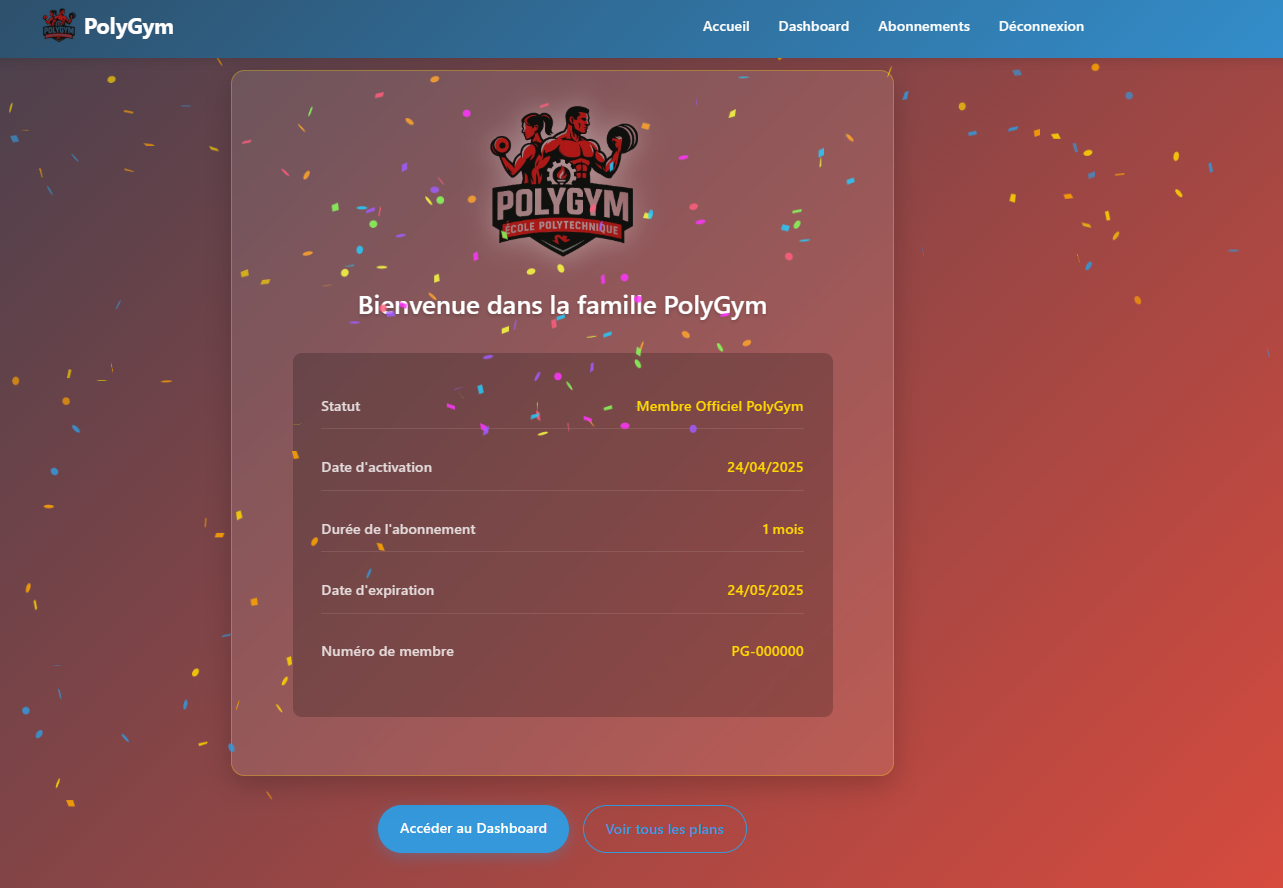 POLYGYM
PolyGym
Accueil
Dashboard
Abonnements
Déconnexion
POLYGYM
ÉCOLE POLYTECHNIQUE
Bienvenue dans la famille PolyGym
Statut
Membre Officiel PolyGym
Date d'activation
24/04/2025
Durée de l'abonnement
1 mois
Date d'expiration
24/05/2025
Numéro de membre
PG-000000
Accéder au Dashboard
Voir tous les plans